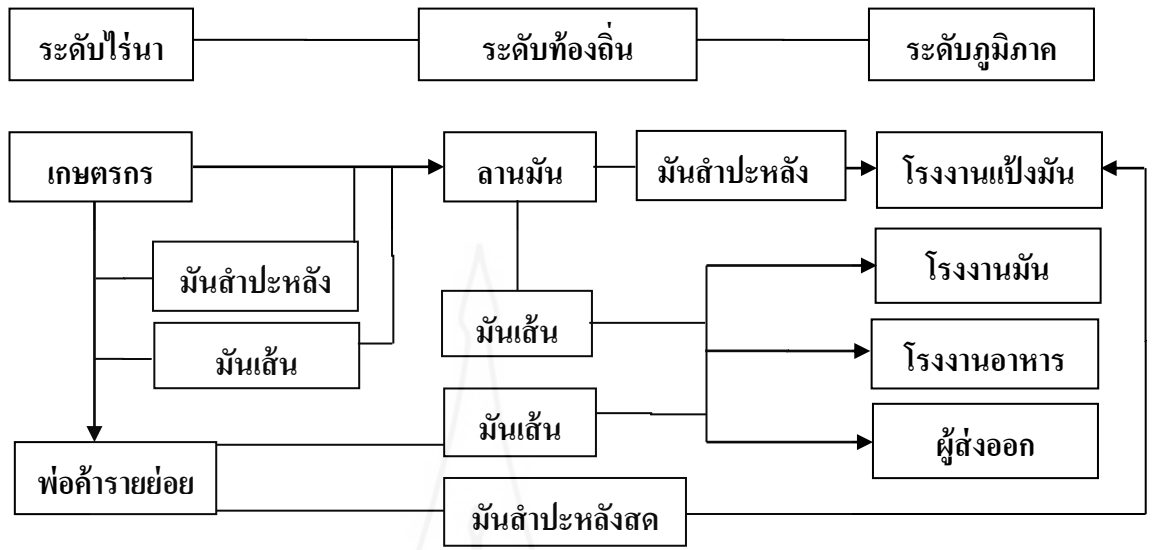 ระดับไร่นา
ระดับท้องถิ่น
ระดับภูมิภาค
เกษตรกร
ลานมัน
มันสำปะหลัง
โรงงานแป้งมัน
มันสำปะหลัง
โรงงานมัน
มันเส้น
มันเส้น
โรงงานอาหาร
มันเส้น
ผู้ส่งออก
พ่อค้ารายย่อย
มันสำปะหลังสด